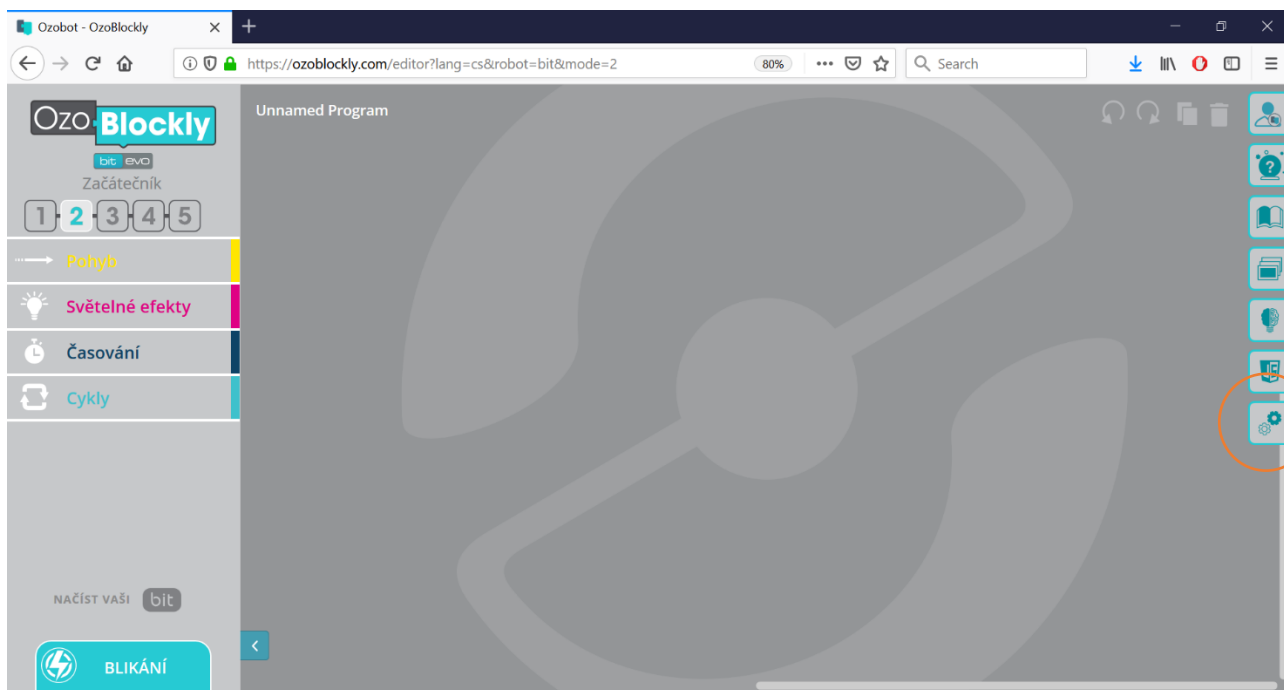 Ozobot - OzoBlockly
https://ozoblockly.com/editor?lang=cs&robot=bit&mode=2
80%
Search
Ozo Blockly
bit evo
Začátečník
1 2 3 4 5
Unnamed Program
Pohyb
Světelné efekty
Časování
Cykly
NAČÍST VAŠI bit
BLIKÁNÍ